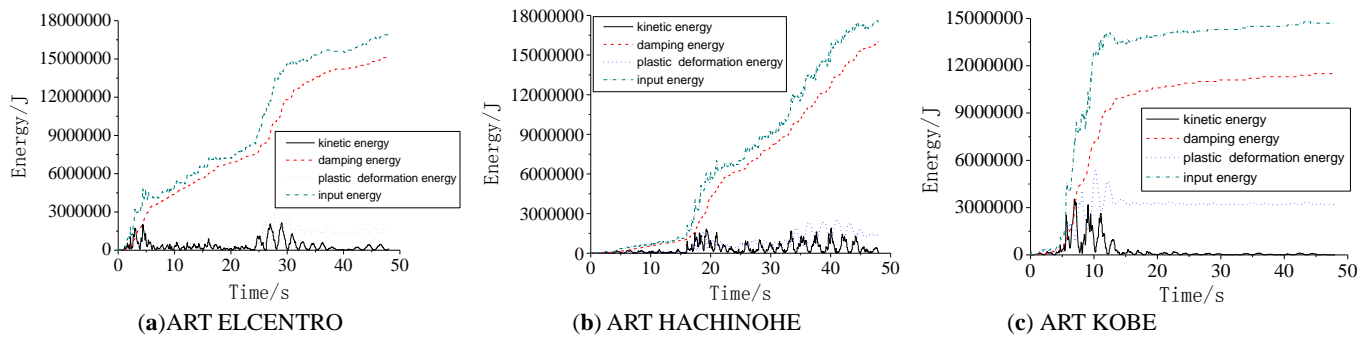 18000000
15000000
12000000
9000000
6000000
3000000
0
Energy/J
kinetic energy
damping energy
plastic deformation energy
input energy
0 10 20 30 40 50
Time/s
(a)ART ELCENTRO
18000000
15000000
12000000
9000000
6000000
3000000
0
Energy/J
kinetic energy
damping energy
plastic deformation energy
input energy
0 10 20 30 40 50
Time/s
(b) ART HACHINOHE
15000000
12000000
9000000
6000000
3000000
0
Energy/J
kinetic energy
damping energy
plastic deformation energy
input energy
0 10 20 30 40 50
Time/s
(c) ART KOBE